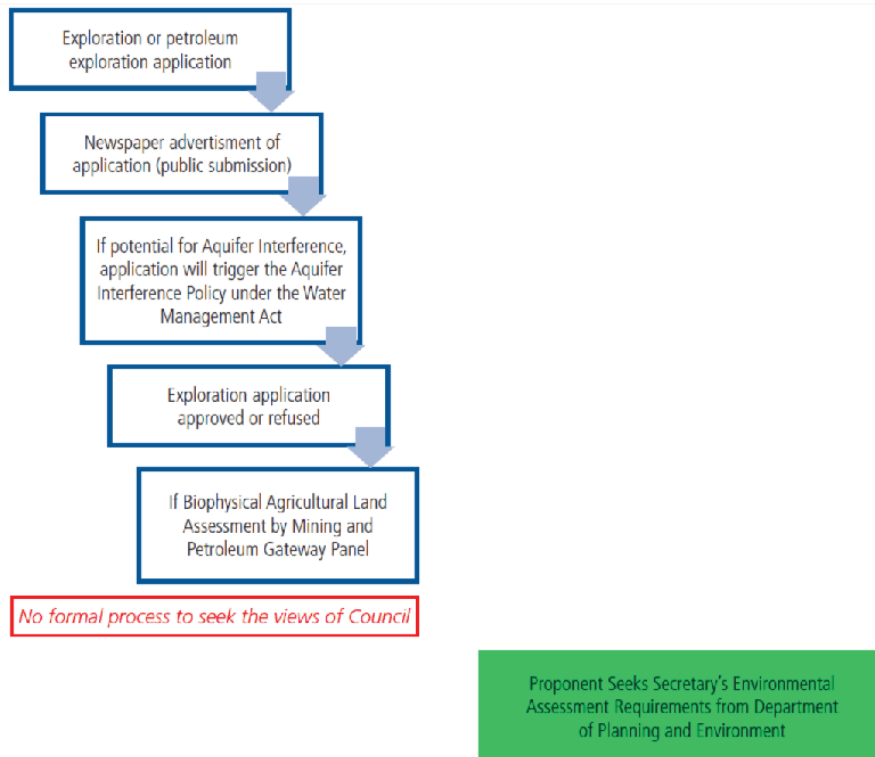 Exploration or petroleum
exploration application
Newspaper advertisment of
application (public submission)
If potential for Aquifer Interference,
application will trigger the Aquifer
Interference Policy under the Water
Management Act
Exploration application
approved or refused
If Biophysical Agricultural Land
Assessment by Mining and
Petroleum Gateway Panel
No formal process to seek the views of Council
Proponent Seeks Secretary's Environmental
Assessment Requirements from Department
of Planning and Environment